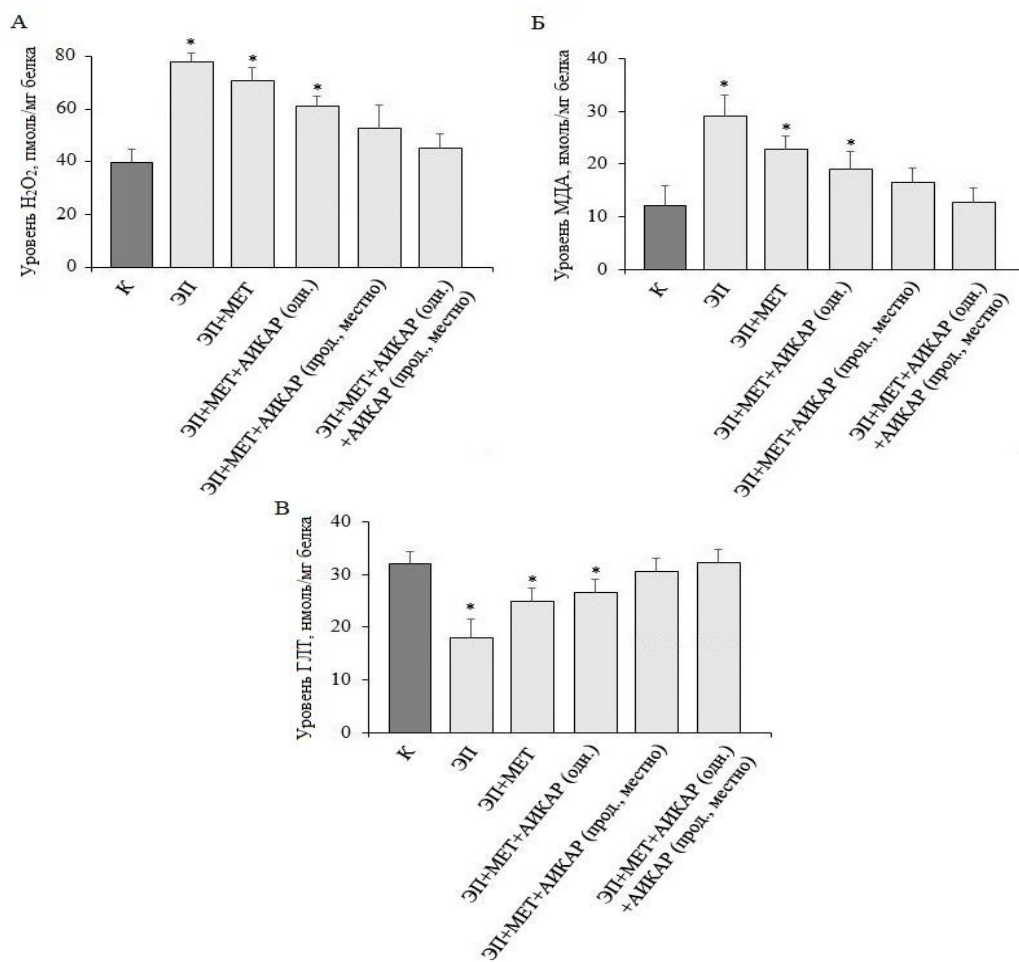 А
Уровень H₂O₂, пмоль/мг белка
80
60
40
20
0
*
*
*
К
ЭП
ЭП+МЕТ
ЭП+МЕТ+АИКАР (одн.)
ЭП+МЕТ+АИКАР (прод., местно)
ЭП+МЕТ+АИКАР (одн.)
+АИКАР (прод., местно)
Б
Уровень МДА, нмоль/мг белка
40
30
20
10
0
*
*
*
К
ЭП
ЭП+МЕТ
ЭП+МЕТ+АИКАР (одн.)
ЭП+МЕТ+АИКАР (прод., местно)
ЭП+МЕТ+АИКАР (одн.)
+АИКАР (прод., местно)
В
Уровень ГЛТ, нмоль/мг белка
40
30
20
10
0
*
*
*
К
ЭП
ЭП+МЕТ
ЭП+МЕТ+АИКАР (одн.)
ЭП+МЕТ+АИКАР (прод., местно)
ЭП+МЕТ+АИКАР (одн.)
+АИКАР (прод., местно)